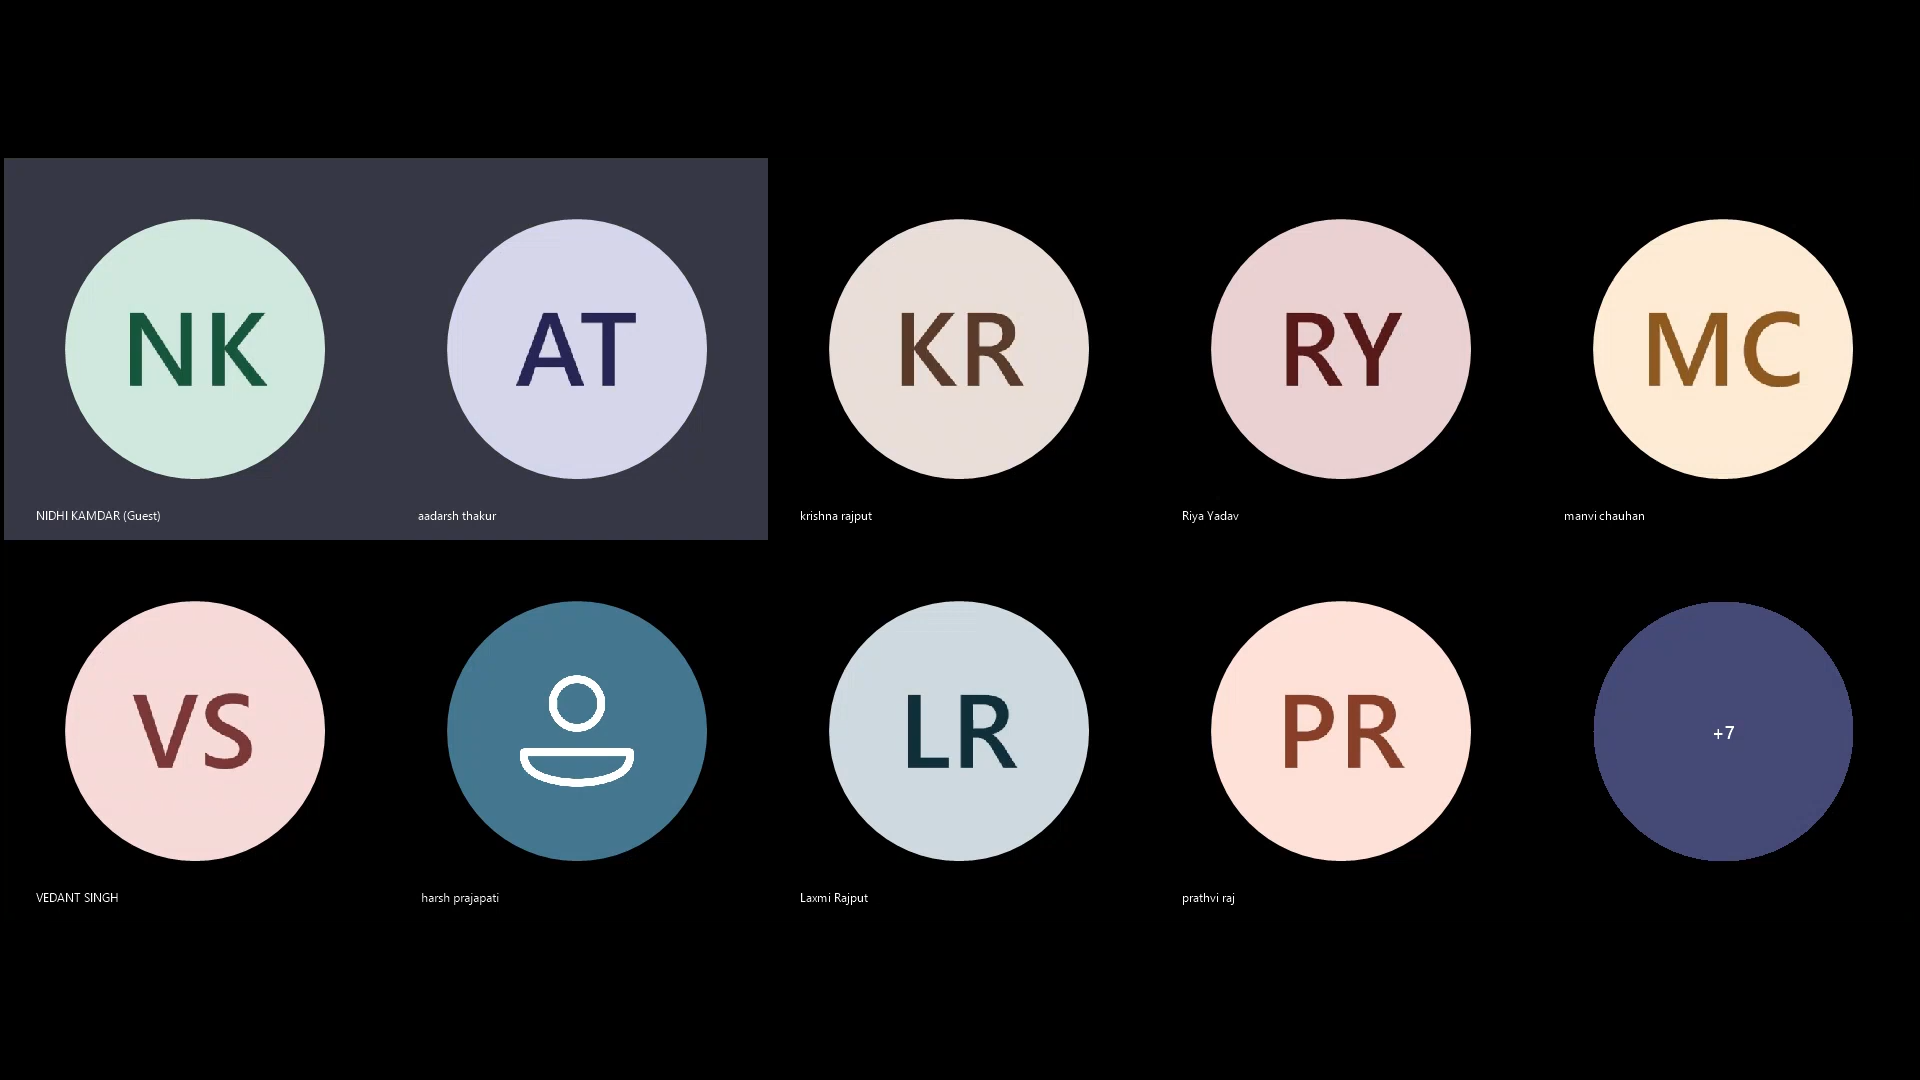 NK
AT
KR
RY
MC
NIDHI KAMDAR (Guest)
aadarsh thakur
krishna rajput
Riya Yadav
manvi chauhan
VS
LR
PR
+7
VEDANT SINGH
harsh prajapati
Laxmi Rajput
prathvi raj